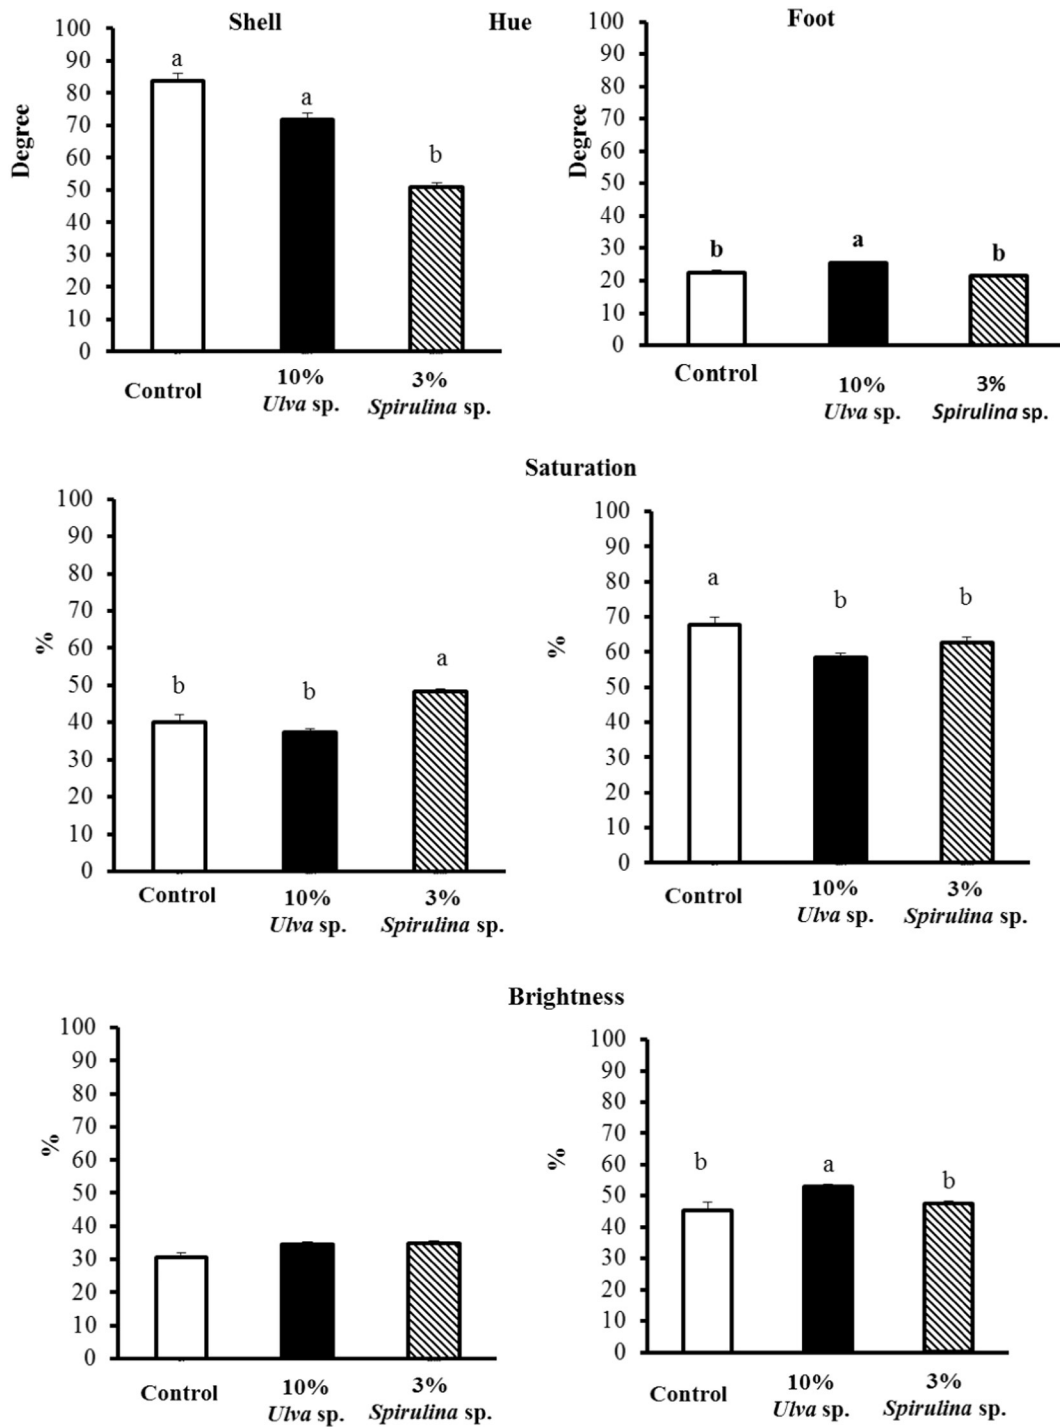 Shell
Hue
Foot
100
90
80
70
60
50
40
30
20
10
0
Degree
a
a
b
Control
10%
Ulva sp.
3%
Spirulina sp.
100
90
80
70
60
50
40
30
20
10
0
Degree
b
a
b
Control
10%
Ulva sp.
3%
Spirulina sp.
Saturation
100
90
80
70
60
50
40
30
20
10
0
%
b
b
a
Control
10%
Ulva sp.
3%
Spirulina sp.
100
90
80
70
60
50
40
30
20
10
0
%
a
b
b
Control
10%
Ulva sp.
3%
Spirulina sp.
Brightness
100
90
80
70
60
50
40
30
20
10
0
%
Control
10%
Ulva sp.
3%
Spirulina sp.
100
90
80
70
60
50
40
30
20
10
0
%
b
a
b
Control
10%
Ulva sp.
3%
Spirulina sp.